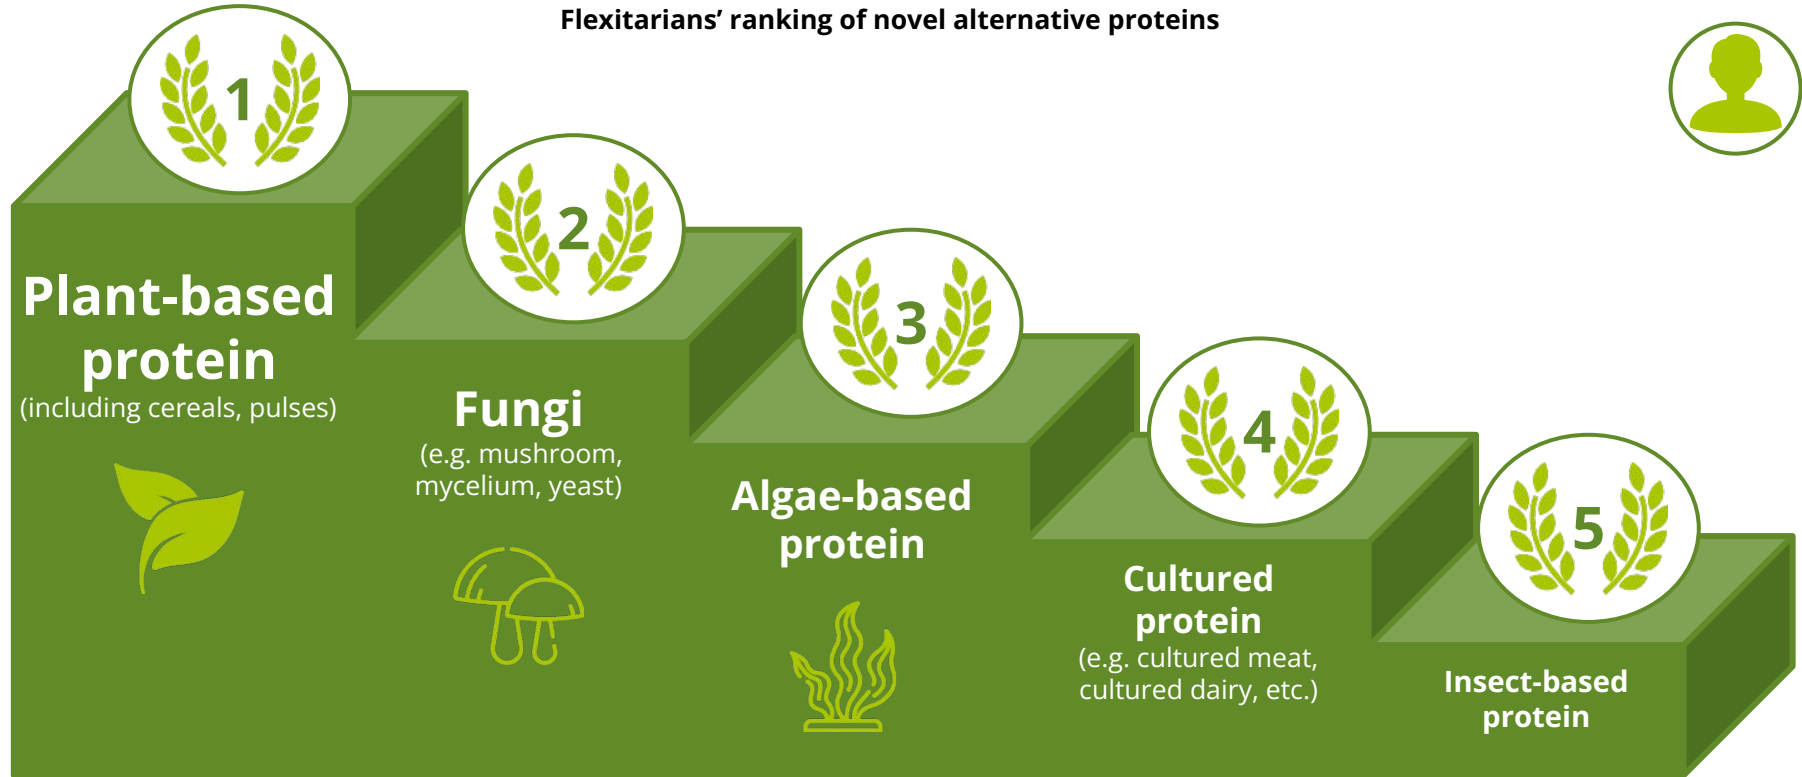 Flexitarians’ ranking of novel alternative proteins
1
Plant-based
protein
(including cereals, pulses)
2
Fungi
(e.g. mushroom,
mycelium, yeast)
3
Algae-based
protein
4
Cultured
protein
(e.g. cultured meat,
cultured dairy, etc.)
5
Insect-based
protein